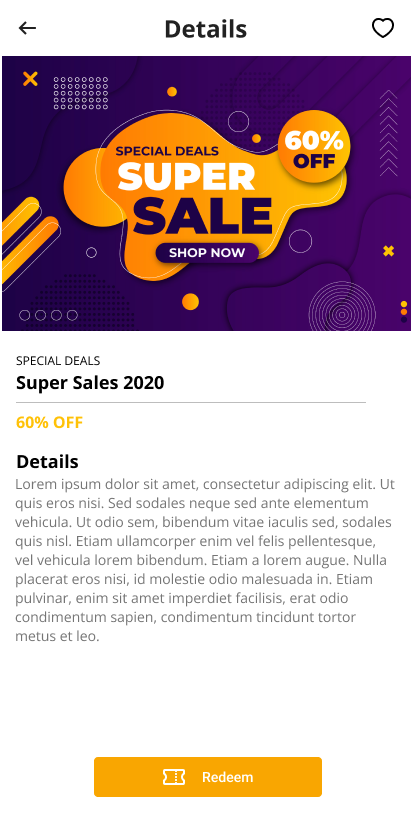 Details
SPECIAL DEALS
SUPER
SALE
SHOP NOW
60%
OFF
SPECIAL DEALS
Super Sales 2020
60% OFF
Details
Lorem ipsum dolor sit amet, consectetur adipiscing elit. Ut
quis eros nisi. Sed sodales neque sed ante elementum
vehicula. Ut odio sem, bibendum vitae iaculis sed, sodales
quis nisl. Etiam ullamcorper enim vel felis pellentesque,
vel vehicula lorem bibendum. Etiam a lorem augue. Nulla
placerat eros nisi, id molestie odio malesuada in. Etiam
pulvinar, enim sit amet imperdiet facilisis, erat odio
condimentum sapien, condimentum tincidunt tortor
metus et leo.
Redeem